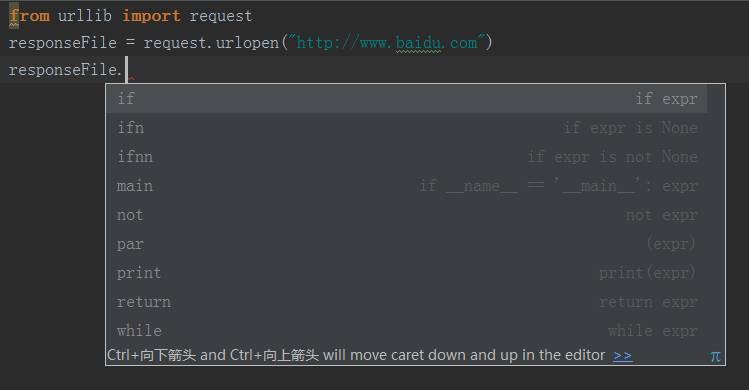 from urllib import request
responseFile = request.urlopen("http://www.baidu.com")
responseFile.
if if expr
ifn if expr is None
ifnn if expr is not None
main if __name__ == '__main__': expr
not not expr
par (expr)
print print(expr)
return return expr
while while expr
Ctrl+向下箭头 and Ctrl+向上箭头 will move caret down and up in the editor >> π